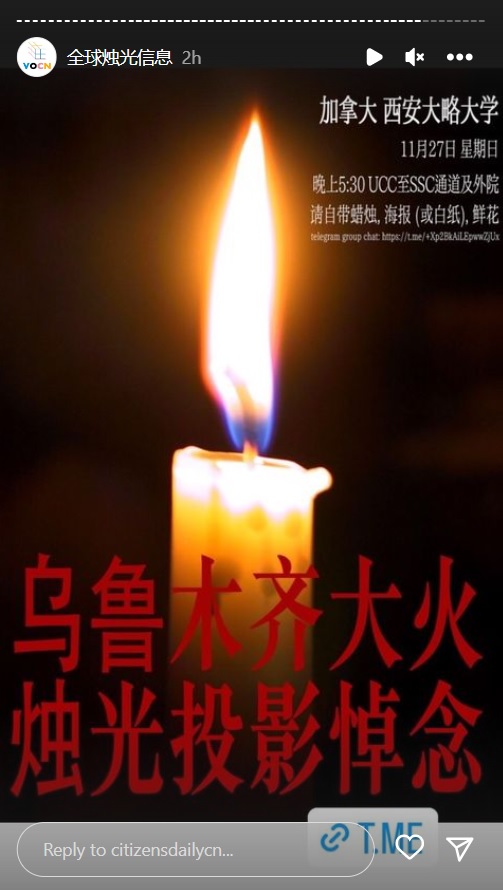 VOCN
全球烛光信息 2h
加拿大 西安大略大学
11月27日 星期日
晚上5:30 UCC至SSC通道及外院
请自带蜡烛, 海报 (或白纸), 鲜花
telegram group chat: https://t.me/+Xp2BkAiLEpwwZjUx
乌鲁木齐大火
烛光投影悼念
T.ME
Reply to citizensdailycn...